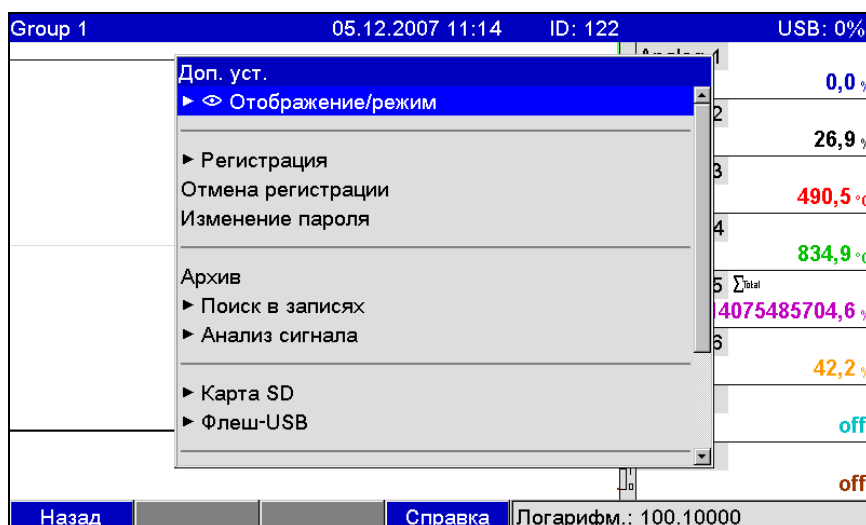 Group 1 05.12.2007 11:14 ID: 122 USB: 0%
Доп. уст.
Отображение/режим
Регистрация
Отмена регистрации
Изменение пароля
Архив
Поиск в записях
Анализ сигнала
Карта SD
Флеш-USB
1
0,0 %
2
26,9 %
3
490,5 °C
4
834,9 °C
5 ΣTotal
14075485704,6 %
6
42,2 %
off
off
Назад Справка Логарифм.: 100,10000